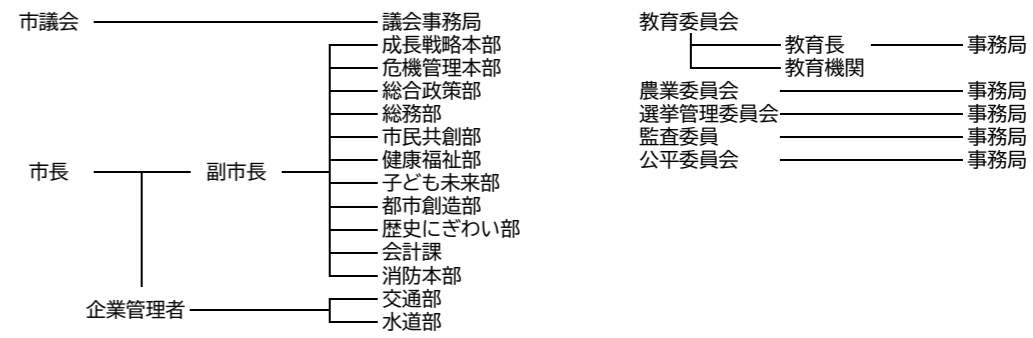 市議会
議会事務局
成長戦略本部
危機管理本部
総合政策部
総務部
市民共創部
健康福祉部
市長
副市長
子ども未来部
都市創造部
歴史にぎわい部
会計課
消防本部
企業管理者
交通部
水道部
教育委員会
教育長
事務局
教育機関
農業委員会
事務局
選挙管理委員会
事務局
監査委員
事務局
公平委員会
事務局